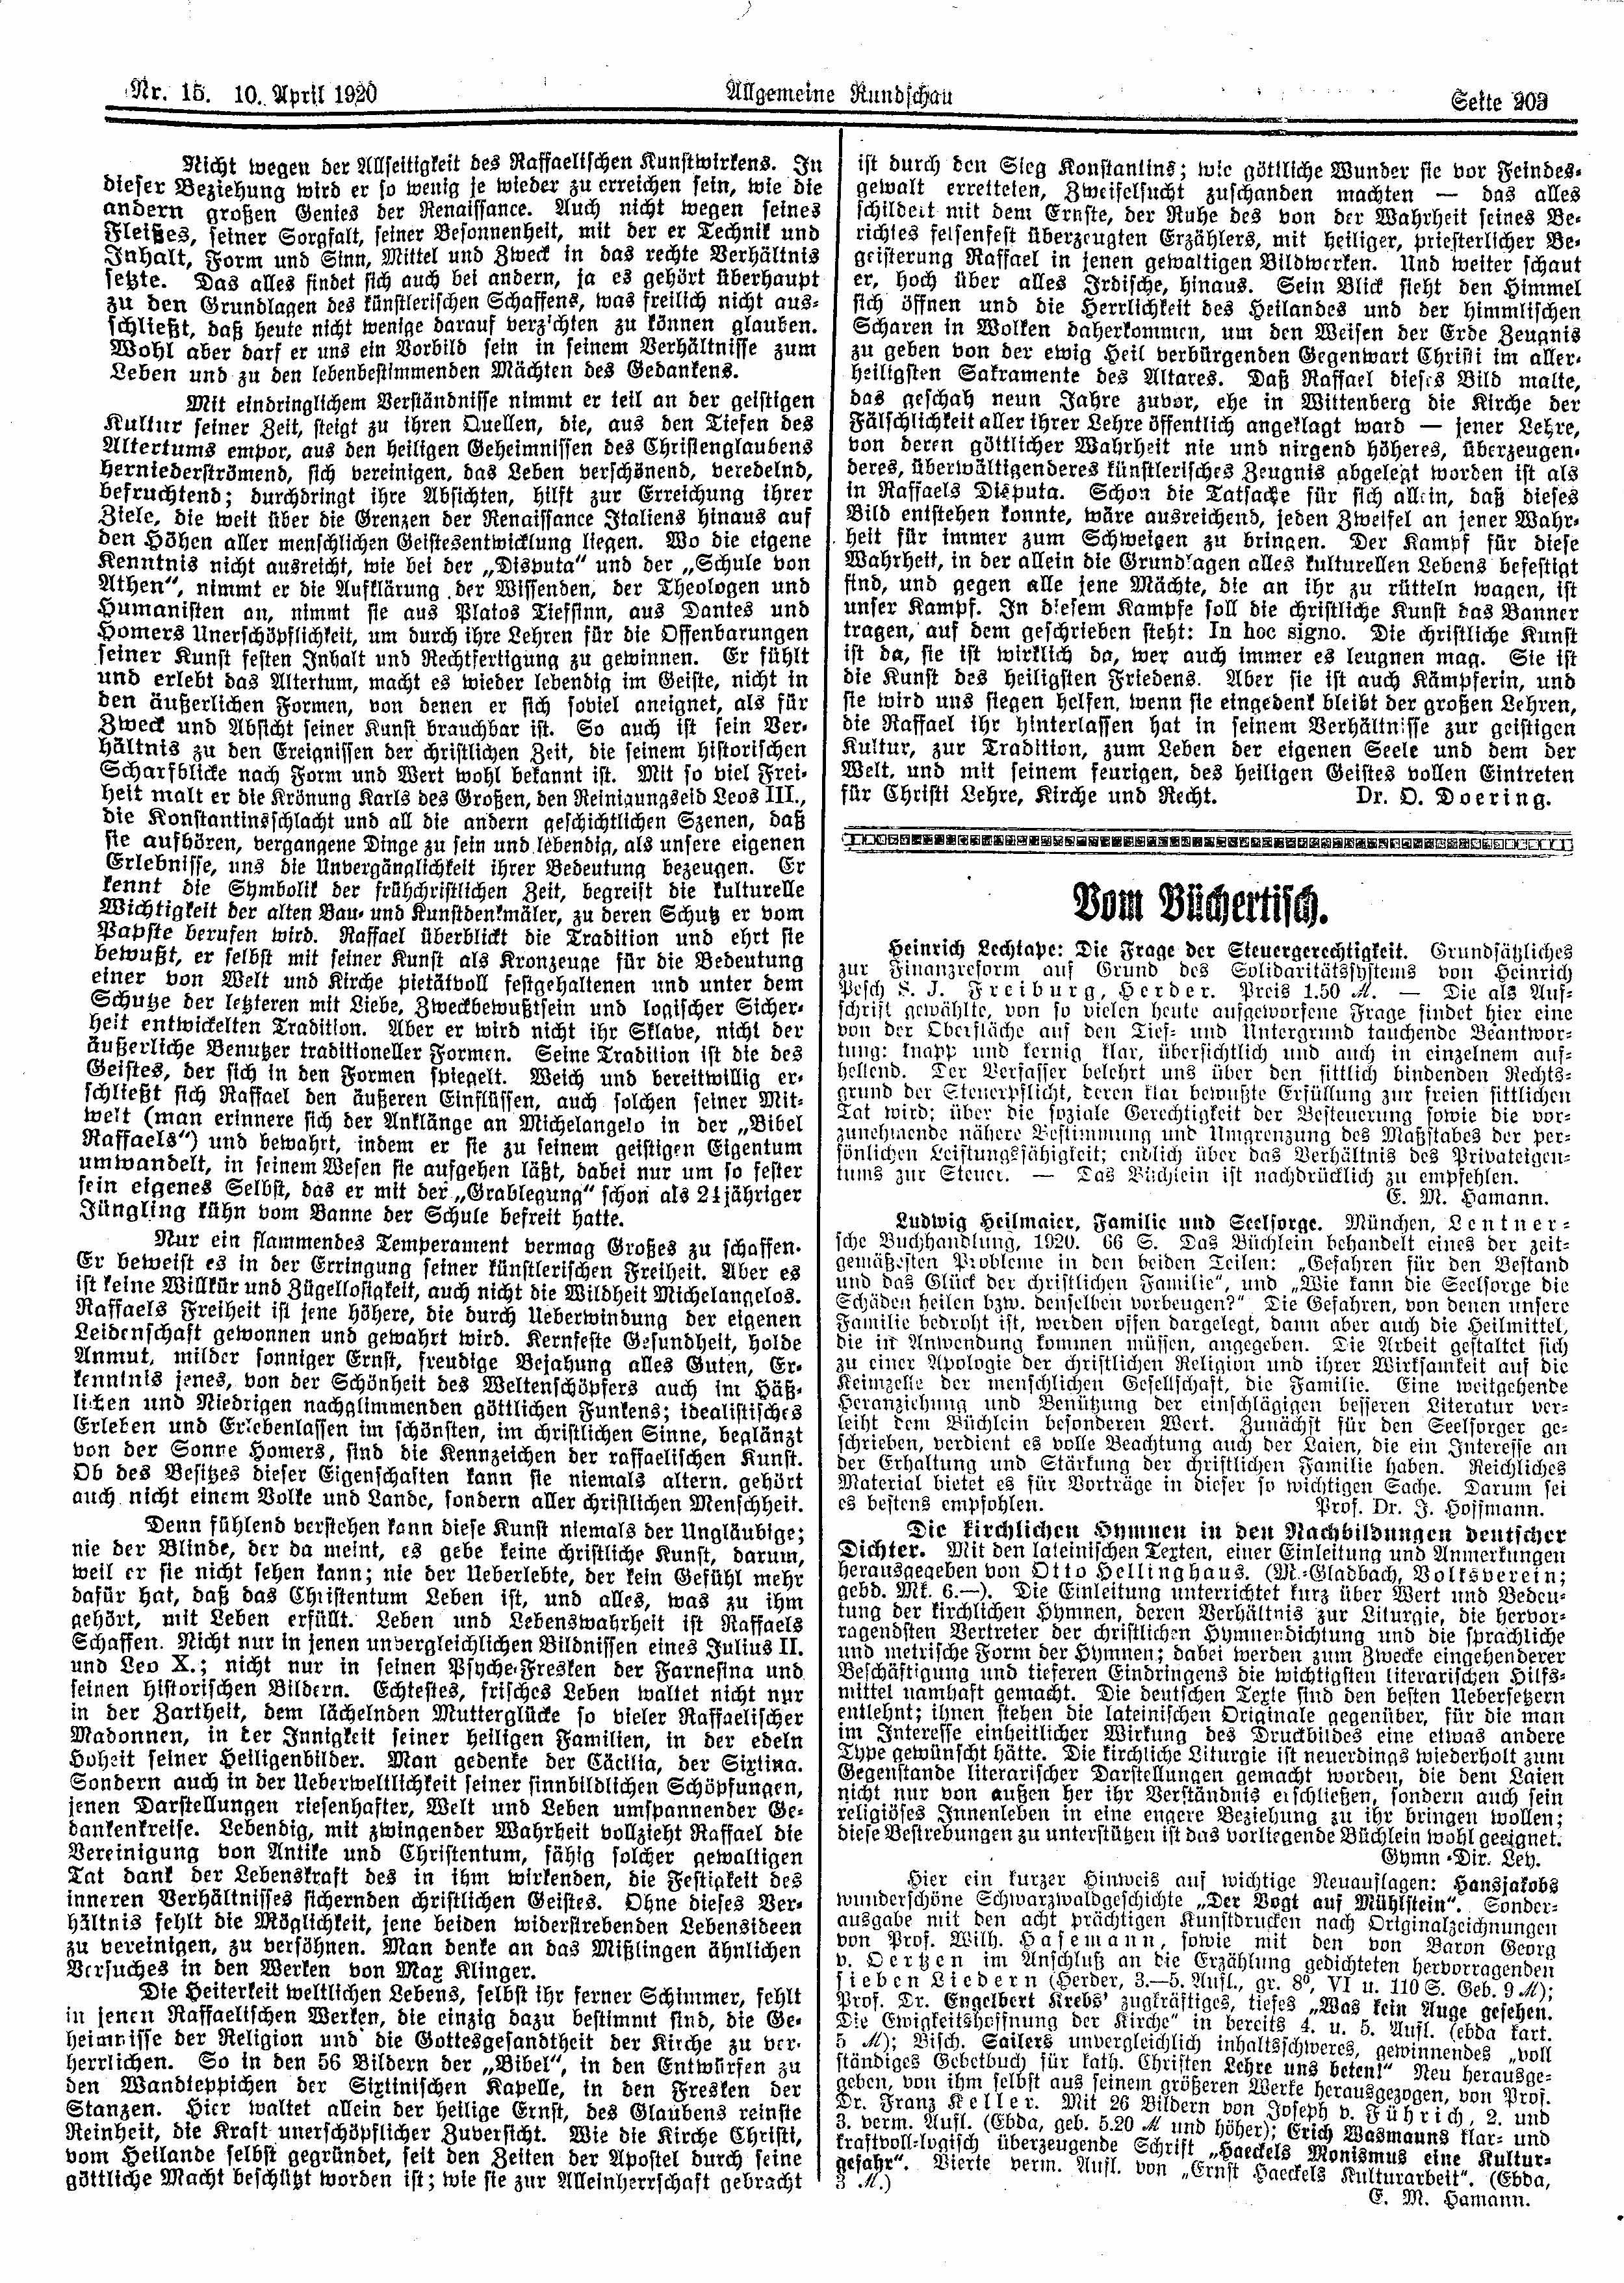 Nr. 15. 10. April 1920
Allgemeine Rundschau
Seite 203
Nicht wegen der Allseitigkeit des Raffaelischen Kunstwirkens. In
dieser Beziehung wird er so wenig je wieder zu erreichen sein, wie die
andern großen Genies der Renaissance. Auch nicht wegen seines
Fleißes, seiner Sorgfalt, seiner Besonnenheit, mit der er Technik und
Inhalt, Form und Sinn, Mittel und Zweck in das rechte Verhältnis
setzte. Das alles findet sich auch bei andern, ja es gehört überhaupt
zu den Grundlagen des künstlerischen Schaffens, was freilich nicht aus-
schließt, daß heute nicht wenige darauf verzichten zu können glauben.
Wohl aber darf er uns ein Vorbild sein in seinem Verhältnisse zum
Leben und zu den lebenbestimmenden Mächten des Gedankens.
Mit eindringlichem Verständnisse nimmt er teil an der geistigen
Kultur seiner Zeit, steigt zu ihren Quellen, die, aus den Tiefen des
Altertums empor, aus den heiligen Geheimnissen des Christenglaubens
herniederströmend, sich vereinigen, das Leben verschönend, veredelnd,
befruchtend; durchdringt ihre Absichten, hilft zur Erreichung ihrer
Ziele, die weit über die Grenzen der Renaissance Italiens hinaus auf
den Höhen aller menschlichen Geistesentwicklung liegen. Wo die eigene
Kenntnis nicht ausreicht, wie bei der „Disputa“ und der „Schule von
Athen“, nimmt er die Aufklärung der Wissenden, der Theologen und
Humanisten an, nimmt sie aus Platos Tiefsinn, aus Dantes und
Homers Unerschöpflichkeit, um durch ihre Lehren für die Offenbarungen
seiner Kunst festen Inhalt und Rechtfertigung zu gewinnen. Er fühlt
und erlebt das Altertum, macht es wieder lebendig im Geiste, nicht in
den äußerlichen Formen, von denen er sich soviel aneignet, als für
Zweck und Absicht seiner Kunst brauchbar ist. So auch ist sein Ver-
hältnis zu den Ereignissen der christlichen Zeit, die seinem historischen
Scharfblicke nach Form und Wert wohl bekannt ist. Mit so viel Frei-
heit malt er die Krönung Karls des Großen, den Reinigungseid Leos III.,
die Konstantinsschlacht und all die andern geschichtlichen Szenen, daß
sie aufhören, vergangene Dinge zu sein und lebendig, als unsere eigenen
Erlebnisse, uns die Unvergänglichkeit ihrer Bedeutung bezeugen. Er
kennt die Symbolik der frühchristlichen Zeit, begreift die kulturelle
Wichtigkeit der alten Bau- und Kunstdenkmäler, zu deren Schutz er vom
Papste berufen wird. Raffael überblickt die Tradition und ehrt sie
bewußt, er selbst mit seiner Kunst als Kronzeuge für die Bedeutung
einer von Welt und Kirche pietätvoll festgehaltenen und unter dem
Schutze der letzteren mit Liebe, Zweckbewußtsein und logischer Sicher-
heit entwickelten Tradition. Aber er wird nicht ihr Sklave, nicht der
äußerliche Benutzer traditioneller Formen. Seine Tradition ist die des
Geistes, der sich in den Formen spiegelt. Weich und bereitwillig er-
schließt sich Raffael den äußeren Einflüssen, auch solchen seiner Mit-
welt (man erinnere sich der Anklänge an Michelangelo in der „Bibel
Raffaels“) und bewahrt, indem er sie zu seinem geistigen Eigentum
umwandelt, in seinem Wesen sie aufgehen läßt, dabei nur um so fester
sein eigenes Selbst, das er mit der „Grablegung“ schon als 24jähriger
Jüngling kühn vom Banne der Schule befreit hatte.
Nur ein flammendes Temperament vermag Großes zu schaffen.
Er beweist es in der Erringung seiner künstlerischen Freiheit. Aber es
ist keine Willkür und Zügellosigkeit, auch nicht die Wildheit Michelangelos.
Raffaels Freiheit ist jene höhere, die durch Ueberwindung der eigenen
Leidenschaft gewonnen und gewahrt wird. Kernfeste Gesundheit, holde
Anmut, milder sonniger Ernst, freudige Bejahung alles Guten, Er-
kenntnis jenes, von der Schönheit des Weltenschöpfers auch im Häß-
lichen und Niedrigen nachglimmenden göttlichen Funkens; idealistisches
Erleben und Erlebenlassen im schönsten, im christlichen Sinne, beglänzt
von der Sonne Homers, sind die Kennzeichen der raffaelischen Kunst.
Ob des Besitzes dieser Eigenschaften kann sie niemals altern, gehört
auch nicht einem Volke und Lande, sondern aller christlichen Menschheit.
Denn fühlend verstehen kann diese Kunst niemals der Ungläubige;
nie der Blinde, der da meint, es gebe keine christliche Kunst, darum,
weil er sie nicht sehen kann; nie der Ueberlebte, der kein Gefühl mehr
dafür hat, daß das Christentum Leben ist, und alles, was zu ihm
gehört, mit Leben erfüllt. Leben und Lebenswahrheit ist Raffaels
Schaffen. Nicht nur in jenen unvergleichlichen Bildnissen eines Julius II.
und Leo X.; nicht nur in seinen Psyche-Fresken der Farnesina und
seinen historischen Bildern. Echtestes, frisches Leben waltet nicht nur
in der Zartheit, dem lächelnden Mutterglücke so vieler Raffaelischer
Madonnen, in der Innigkeit seiner heiligen Familien, in der edeln
Hoheit seiner Heiligenbilder. Man gedenke der Cäcilia, der Sixtina.
Sondern auch in der Ueberweltlichkeit seiner sinnbildlichen Schöpfungen,
jenen Darstellungen riesenhafter, Welt und Leben umspannender Ge-
dankenkreise. Lebendig, mit zwingender Wahrheit vollzieht Raffael die
Vereinigung von Antike und Christentum, fähig solcher gewaltigen
Tat dank der Lebenskraft des in ihm wirkenden, die Festigkeit des
inneren Verhältnisses sichernden christlichen Geistes. Ohne dieses Ver-
hältnis fehlt die Möglichkeit, jene beiden widerstrebenden Lebensideen
zu vereinigen, zu versöhnen. Man denke an das Mißlingen ähnlichen
Versuches in den Werken von Max Klinger.
Die Heiterkeit weltlichen Lebens, selbst ihr ferner Schimmer, fehlt
in jenen Raffaelischen Werken, die einzig dazu bestimmt sind, die Ge-
heimnisse der Religion und die Gottesgesandtheit der Kirche zu ver-
herrlichen. So in den 56 Bildern der „Bibel“, in den Entwürfen zu
den Wandteppichen der Sixtinischen Kapelle, in den Fresken der
Stanzen. Hier waltet allein der heilige Ernst, des Glaubens reinste
Reinheit, die Kraft unerschöpflicher Zuversicht. Wie die Kirche Christi,
vom Heilande selbst gegründet, seit den Zeiten der Apostel durch seine
göttliche Macht beschützt worden ist; wie sie zur Alleinherrschaft gebracht
ist durch den Sieg Konstantins; wie göttliche Wunder sie vor Feindes-
gewalt erretteten, Zweifelsucht zuschanden machten — das alles
schildert mit dem Ernste, der Ruhe des von der Wahrheit seines Be-
richtes felsenfest überzeugten Erzählers, mit heiliger, priesterlicher Be-
geisterung Raffael in jenen gewaltigen Bildwerken. Und weiter schaut
er, hoch über alles Irdische, hinaus. Sein Blick sieht den Himmel
sich öffnen und die Herrlichkeit des Heilandes und der himmlischen
Scharen in Wolken daherkommen, um den Weisen der Erde Zeugnis
zu geben von der ewig Heil verbürgenden Gegenwart Christi im aller-
heiligsten Sakramente des Altares. Daß Raffael dieses Bild malte,
das geschah neun Jahre zuvor, ehe in Wittenberg die Kirche der
Fälschlichkeit aller ihrer Lehre öffentlich angeklagt ward — jener Lehre,
von deren göttlicher Wahrheit nie und nirgend höheres, überzeugen-
deres, überwältigenderes künstlerisches Zeugnis abgelegt worden ist als
in Raffaels Disputa. Schon die Tatsache für sich allein, daß dieses
Bild entstehen konnte, wäre ausreichend, jeden Zweifel an jener Wahr-
heit für immer zum Schweigen zu bringen. Der Kampf für diese
Wahrheit, in der allein die Grundlagen alles kulturellen Lebens befestigt
sind, und gegen alle jene Mächte, die an ihr zu rütteln wagen, ist
unser Kampf. In diesem Kampfe soll die christliche Kunst das Banner
tragen, auf dem geschrieben steht: In hoc signo. Die christliche Kunst
ist da, sie ist wirklich da, wer auch immer es leugnen mag. Sie ist
die Kunst des heiligsten Friedens. Aber sie ist auch Kämpferin, und
sie wird uns siegen helfen, wenn sie eingedenk bleibt der großen Lehren,
die Raffael ihr hinterlassen hat in seinem Verhältnisse zur geistigen
Kultur, zur Tradition, zum Leben der eigenen Seele und dem der
Welt, und mit seinem feurigen, des heiligen Geistes vollen Eintreten
für Christi Lehre, Kirche und Recht. Dr. O. Doering.
Vom Büchertisch.
Heinrich Lechtape: Die Frage der Steuergerechtigkeit. Grundsätzliches
zur Finanzreform auf Grund des Solidaritätssystems von Heinrich
Pesch S. J. Freiburg, Herder. Preis 1.50 M. — Die als Auf-
schrift gewählte, von so vielen heute aufgeworfene Frage findet hier eine
von der Oberfläche auf den Tief- und Untergrund tauchende Beantwor-
tung: knapp und kernig klar, übersichtlich und auch in einzelnem auf-
hellend. Der Verfasser belehrt uns über den sittlich bindenden Rechts-
grund der Steuerpflicht, deren klar bewußte Erfüllung zur freien sittlichen
Tat wird; über die soziale Gerechtigkeit der Besteuerung sowie die vor-
zunehmende nähere Bestimmung und Umgrenzung des Maßstabes der per-
sönlichen Leistungsfähigkeit; endlich über das Verhältnis des Privateigen-
tums zur Steuer. — Das Büchlein ist nachdrücklich zu empfehlen.
E. M. Hamann.
Ludwig Heilmaier, Familie und Seelsorge. München, Lentner-
sche Buchhandlung, 1920. 66 S. Das Büchlein behandelt eines der zeit-
gemäßesten Probleme in den beiden Teilen: „Gefahren für den Bestand
und das Glück der christlichen Familie“, und „Wie kann die Seelsorge die
Schäden heilen bzw. denselben vorbeugen?“ Die Gefahren, von denen unsere
Familie bedroht ist, werden offen dargelegt, dann aber auch die Heilmittel,
die in Anwendung kommen müssen, angegeben. Die Arbeit gestaltet sich
zu einer Apologie der christlichen Religion und ihrer Wirksamkeit auf die
Keimzelle der menschlichen Gesellschaft, die Familie. Eine weitgehende
Heranziehung und Benützung der einschlägigen besseren Literatur ver-
leiht dem Büchlein besonderen Wert. Zunächst für den Seelsorger ge-
schrieben, verdient es volle Beachtung auch der Laien, die ein Interesse an
der Erhaltung und Stärkung der christlichen Familie haben. Reichliches
Material bietet es für Vorträge in dieser so wichtigen Sache. Darum sei
es bestens empfohlen. Prof. Dr. J. Hoffmann.
Die kirchlichen Hymnen in den Nachbildungen deutscher
Dichter. Mit den lateinischen Texten, einer Einleitung und Anmerkungen
herausgegeben von Otto Hellinghaus. (M.-Gladbach, Volksverein;
gebd. Mk. 6.—). Die Einleitung unterrichtet kurz über Wert und Bedeu-
tung der kirchlichen Hymnen, deren Verhältnis zur Liturgie, die hervor-
ragendsten Vertreter der christlichen Hymnendichtung und die sprachliche
und metrische Form der Hymnen; dabei werden zum Zwecke eingehenderer
Beschäftigung und tieferen Eindringens die wichtigsten literarischen Hilfs-
mittel namhaft gemacht. Die deutschen Texte sind den besten Uebersetzern
entlehnt; ihnen stehen die lateinischen Originale gegenüber, für die man
im Interesse einheitlicher Wirkung des Druckbildes eine etwas andere
Type gewünscht hätte. Die kirchliche Liturgie ist neuerdings wiederholt zum
Gegenstande literarischer Darstellungen gemacht worden, die dem Laien
nicht nur von außen her ihr Verständnis erschließen, sondern auch sein
religiöses Innenleben in eine engere Beziehung zu ihr bringen wollen;
diese Bestrebungen zu unterstützen ist das vorliegende Büchlein wohl geeignet.
Gymn.-Dir. Ley.
Hier ein kurzer Hinweis auf wichtige Neuauflagen: Hansjakobs
wunderschöne Schwarzwaldgeschichte „Der Vogt auf Mühlstein“. Sonder-
ausgabe mit den acht prächtigen Kunstdrucken nach Originalzeichnungen
von Prof. Wilh. Hasemann, sowie mit den von Baron Georg
v. Oertzen im Anschluß an die Erzählung gedichteten hervorragenden
sieben Liedern (Herder, 3.—5. Aufl., gr. 8°, VI u. 110 S. Geb. 9 M);
Prof. Dr. Engelbert Krebs' zugkräftiges, tiefes „Was kein Auge gesehen.
Die Ewigkeitshoffnung der Kirche“ in bereits 4. u. 5. Aufl. (ebda kart.
5 M); Bisch. Sailers unvergleichlich inhaltsschweres, gewinnendes „voll
ständiges Gebetbuch für kath. Christen Lehre uns beten!“ Neu herausge-
geben, von ihm selbst aus seinem größeren Werke herausgezogen, von Prof.
Dr. Franz Keller. Mit 26 Bildern von Joseph v. Führich, 2. und
3. verm. Aufl. (Ebda, geb. 5.20 M und höher); Erich Wasmanns klar- und
kraftvoll-logisch überzeugende Schrift „Haeckels Monismus eine Kultur-
gefahr“. Vierte verm. Aufl. von „Ernst Haeckels Kulturarbeit“. (Ebda,
3 M.)
E. M. Hamann.